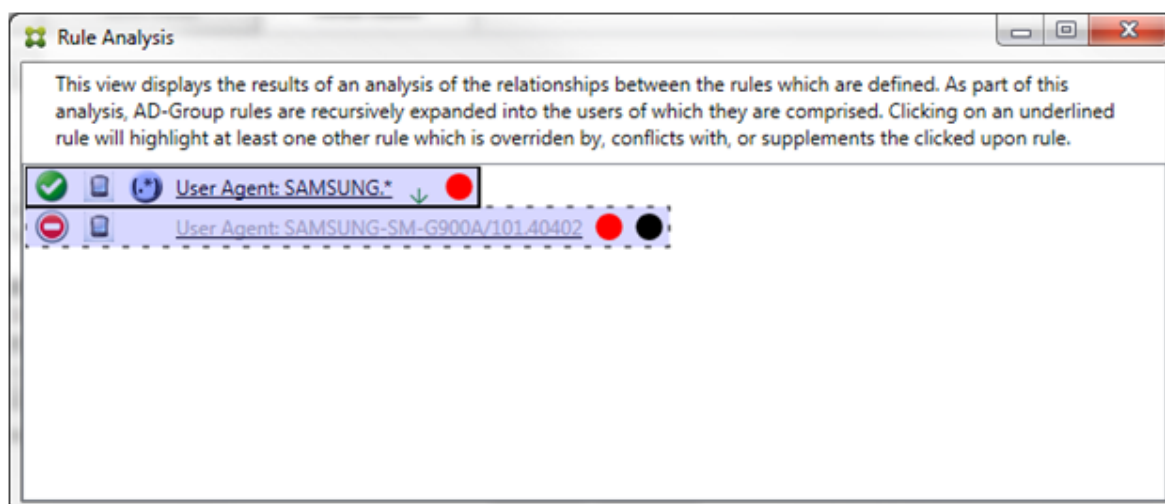 Rule Analysis
This view displays the results of an analysis of the relationships between the rules which are defined. As part of this
analysis, AD-Group rules are recursively expanded into the users of which they are comprised. Clicking on an underlined
rule will highlight at least one other rule which is overriden by, conflicts with, or supplements the clicked upon rule.
(.*) User Agent: SAMSUNG.*
User Agent: SAMSUNG-SM-G900A/101.40402